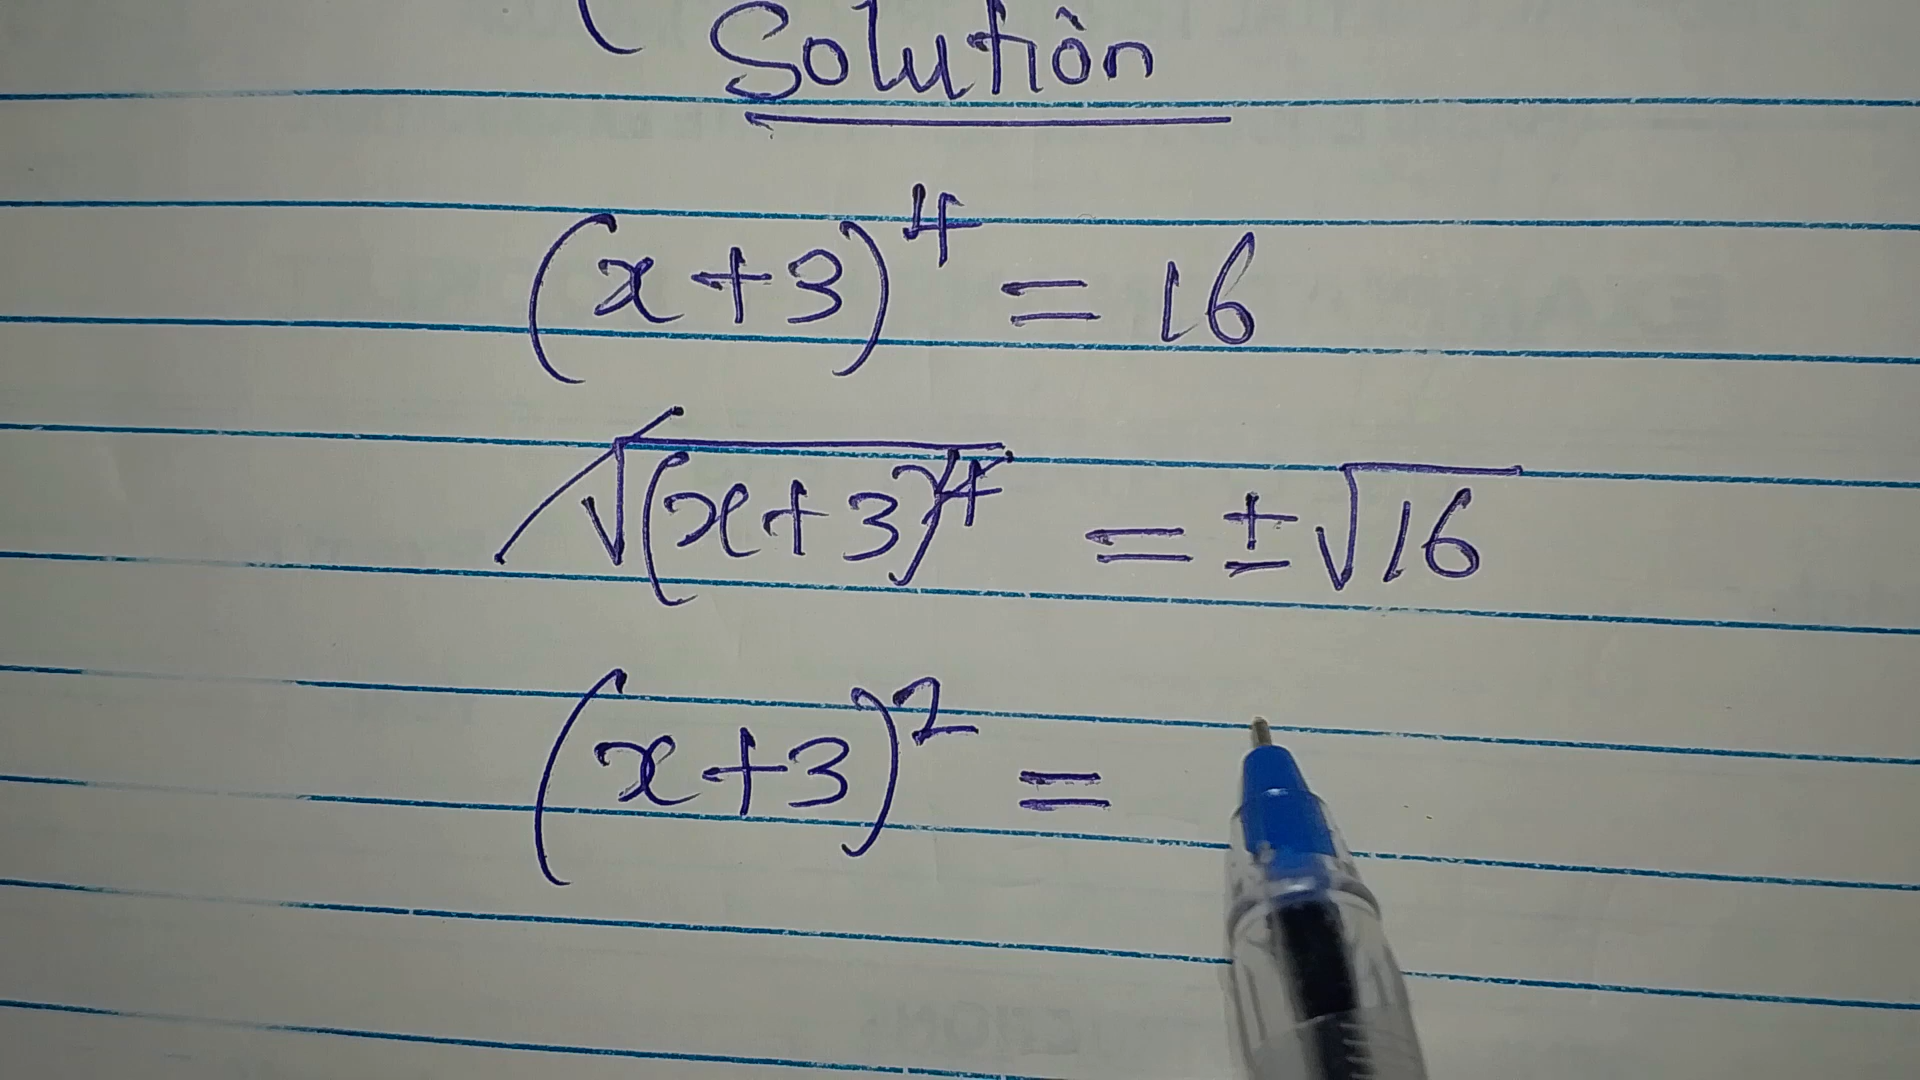 Solution
(x+3)⁴ = 16
√(x+3)⁴ = ±√16
(x+3)² =